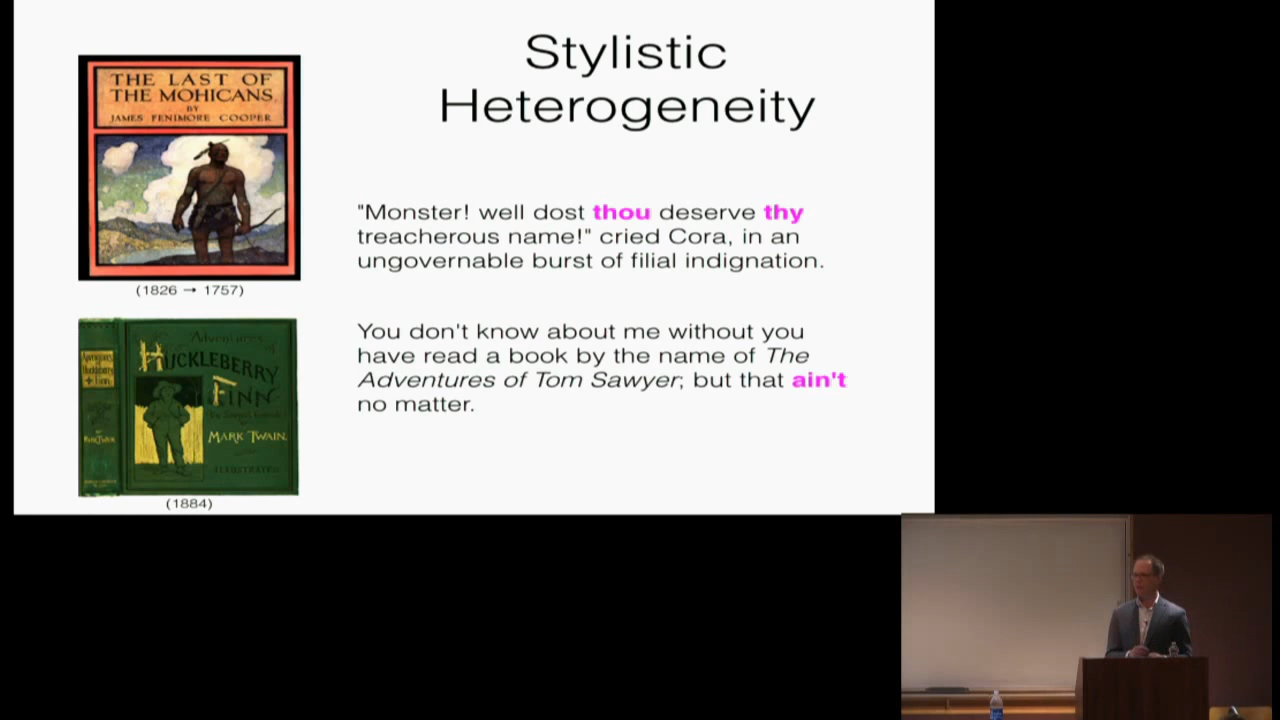 Stylistic
Heterogeneity
THE LAST OF
THE MOHICANS
BY
JAMES FENIMORE COOPER
(1826 → 1757)
"Monster! well dost thou deserve thy
treacherous name!" cried Cora, in an
ungovernable burst of filial indignation.
Adventures
of
HUCKLEBERRY
FINN
MARK TWAIN.
ILLUSTRATED.
(1884)
You don't know about me without you
have read a book by the name of The
Adventures of Tom Sawyer; but that ain't
no matter.